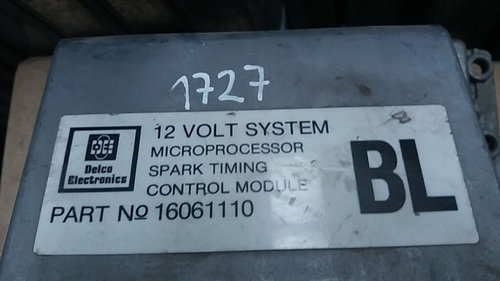 1727
12 VOLT SYSTEM
MICROPROCESSOR
SPARK TIMING
CONTROL MODULE
BL
Delco
Electronics
PART No 16061110